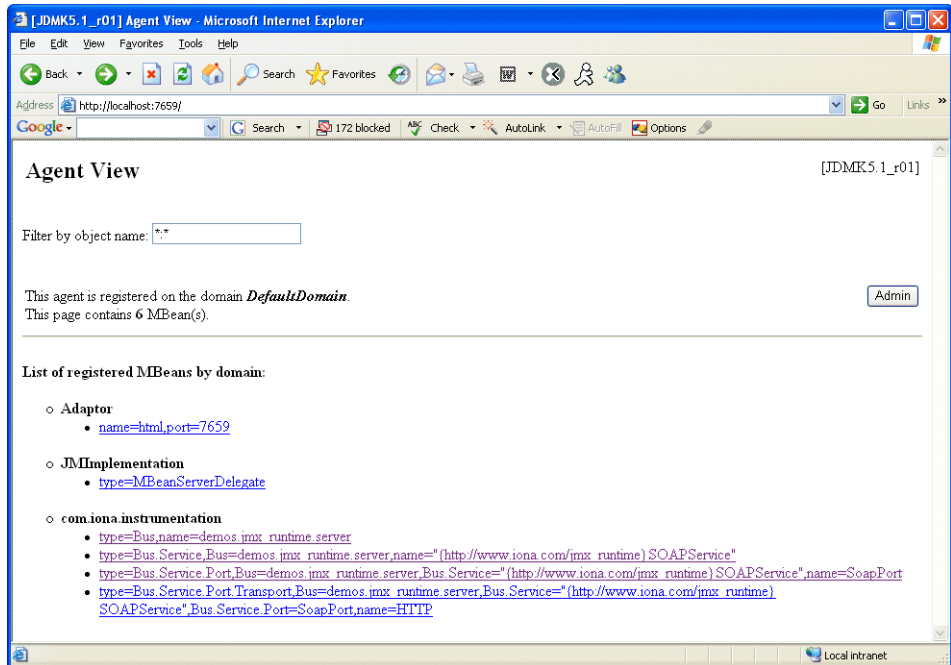 [JDMK5.1_r01] Agent View - Microsoft Internet Explorer
File Edit View Favorites Tools Help
Back Search Favorites
Address http://localhost:7659/ Go Links »
Google Search 172 blocked ABC Check AutoLink AutoFill Options
Agent View [JDMK5.1_r01]
Filter by object name: *:*
This agent is registered on the domain DefaultDomain. Admin
This page contains 6 MBean(s).
List of registered MBeans by domain:
Adaptor
name=html,port=7659
JMImplementation
type=MBeanServerDelegate
com.iona.instrumentation
type=Bus,name=demos.jmx_runtime.server
type=Bus.Service,Bus=demos.jmx_runtime.server,name="{http://www.iona.com/jmx_runtime}SOAPService"
type=Bus.Service.Port,Bus=demos.jmx_runtime.server,Bus.Service="{http://www.iona.com/jmx_runtime}SOAPService",name=SoapPort
type=Bus.Service.Port.Transport,Bus=demos.jmx_runtime.server,Bus.Service="{http://www.iona.com/jmx_runtime}
SOAPService",Bus.Service.Port=SoapPort,name=HTTP
Local intranet